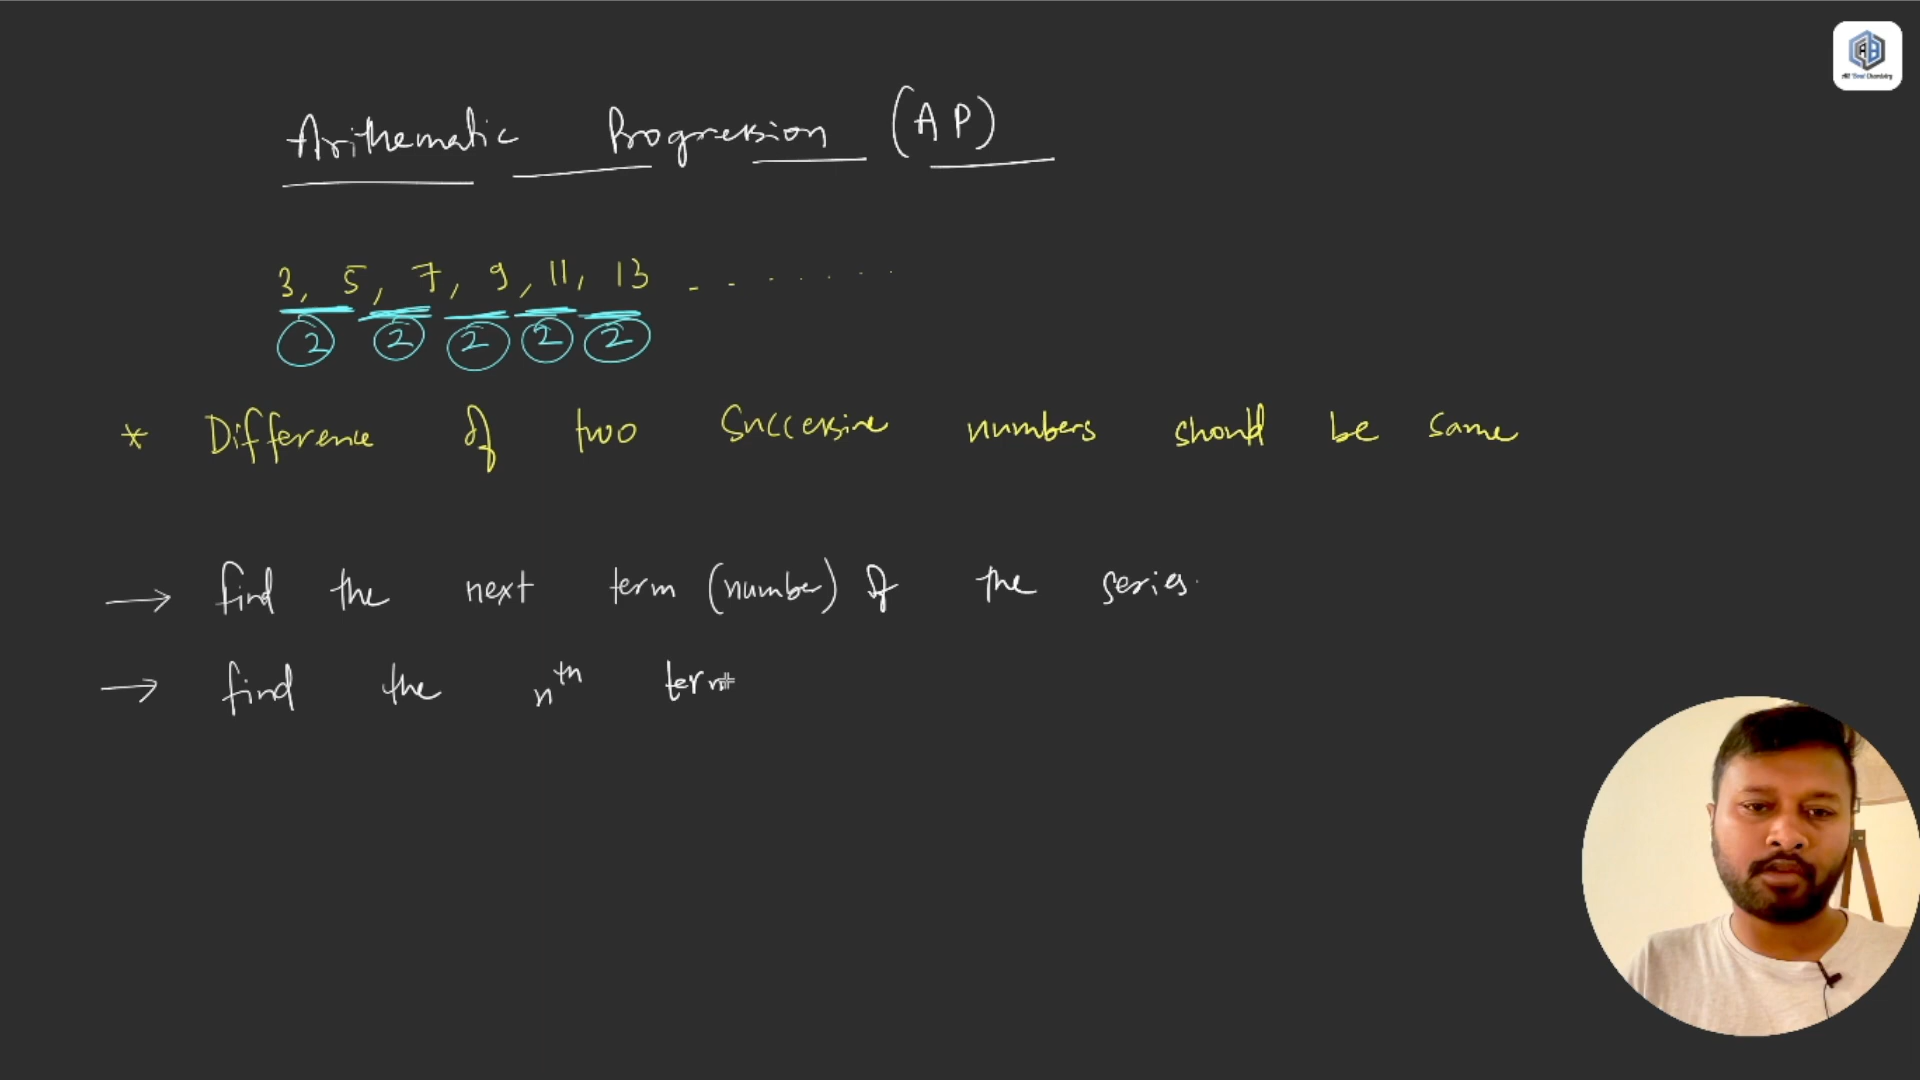 Arithematic Progression (AP)
3, 5, 7, 9, 11, 13 - - . . . . . .
2 2 2 2 2
* Difference of two Successive numbers should be same
→ find the next term (number) of the series.
→ find the nth term